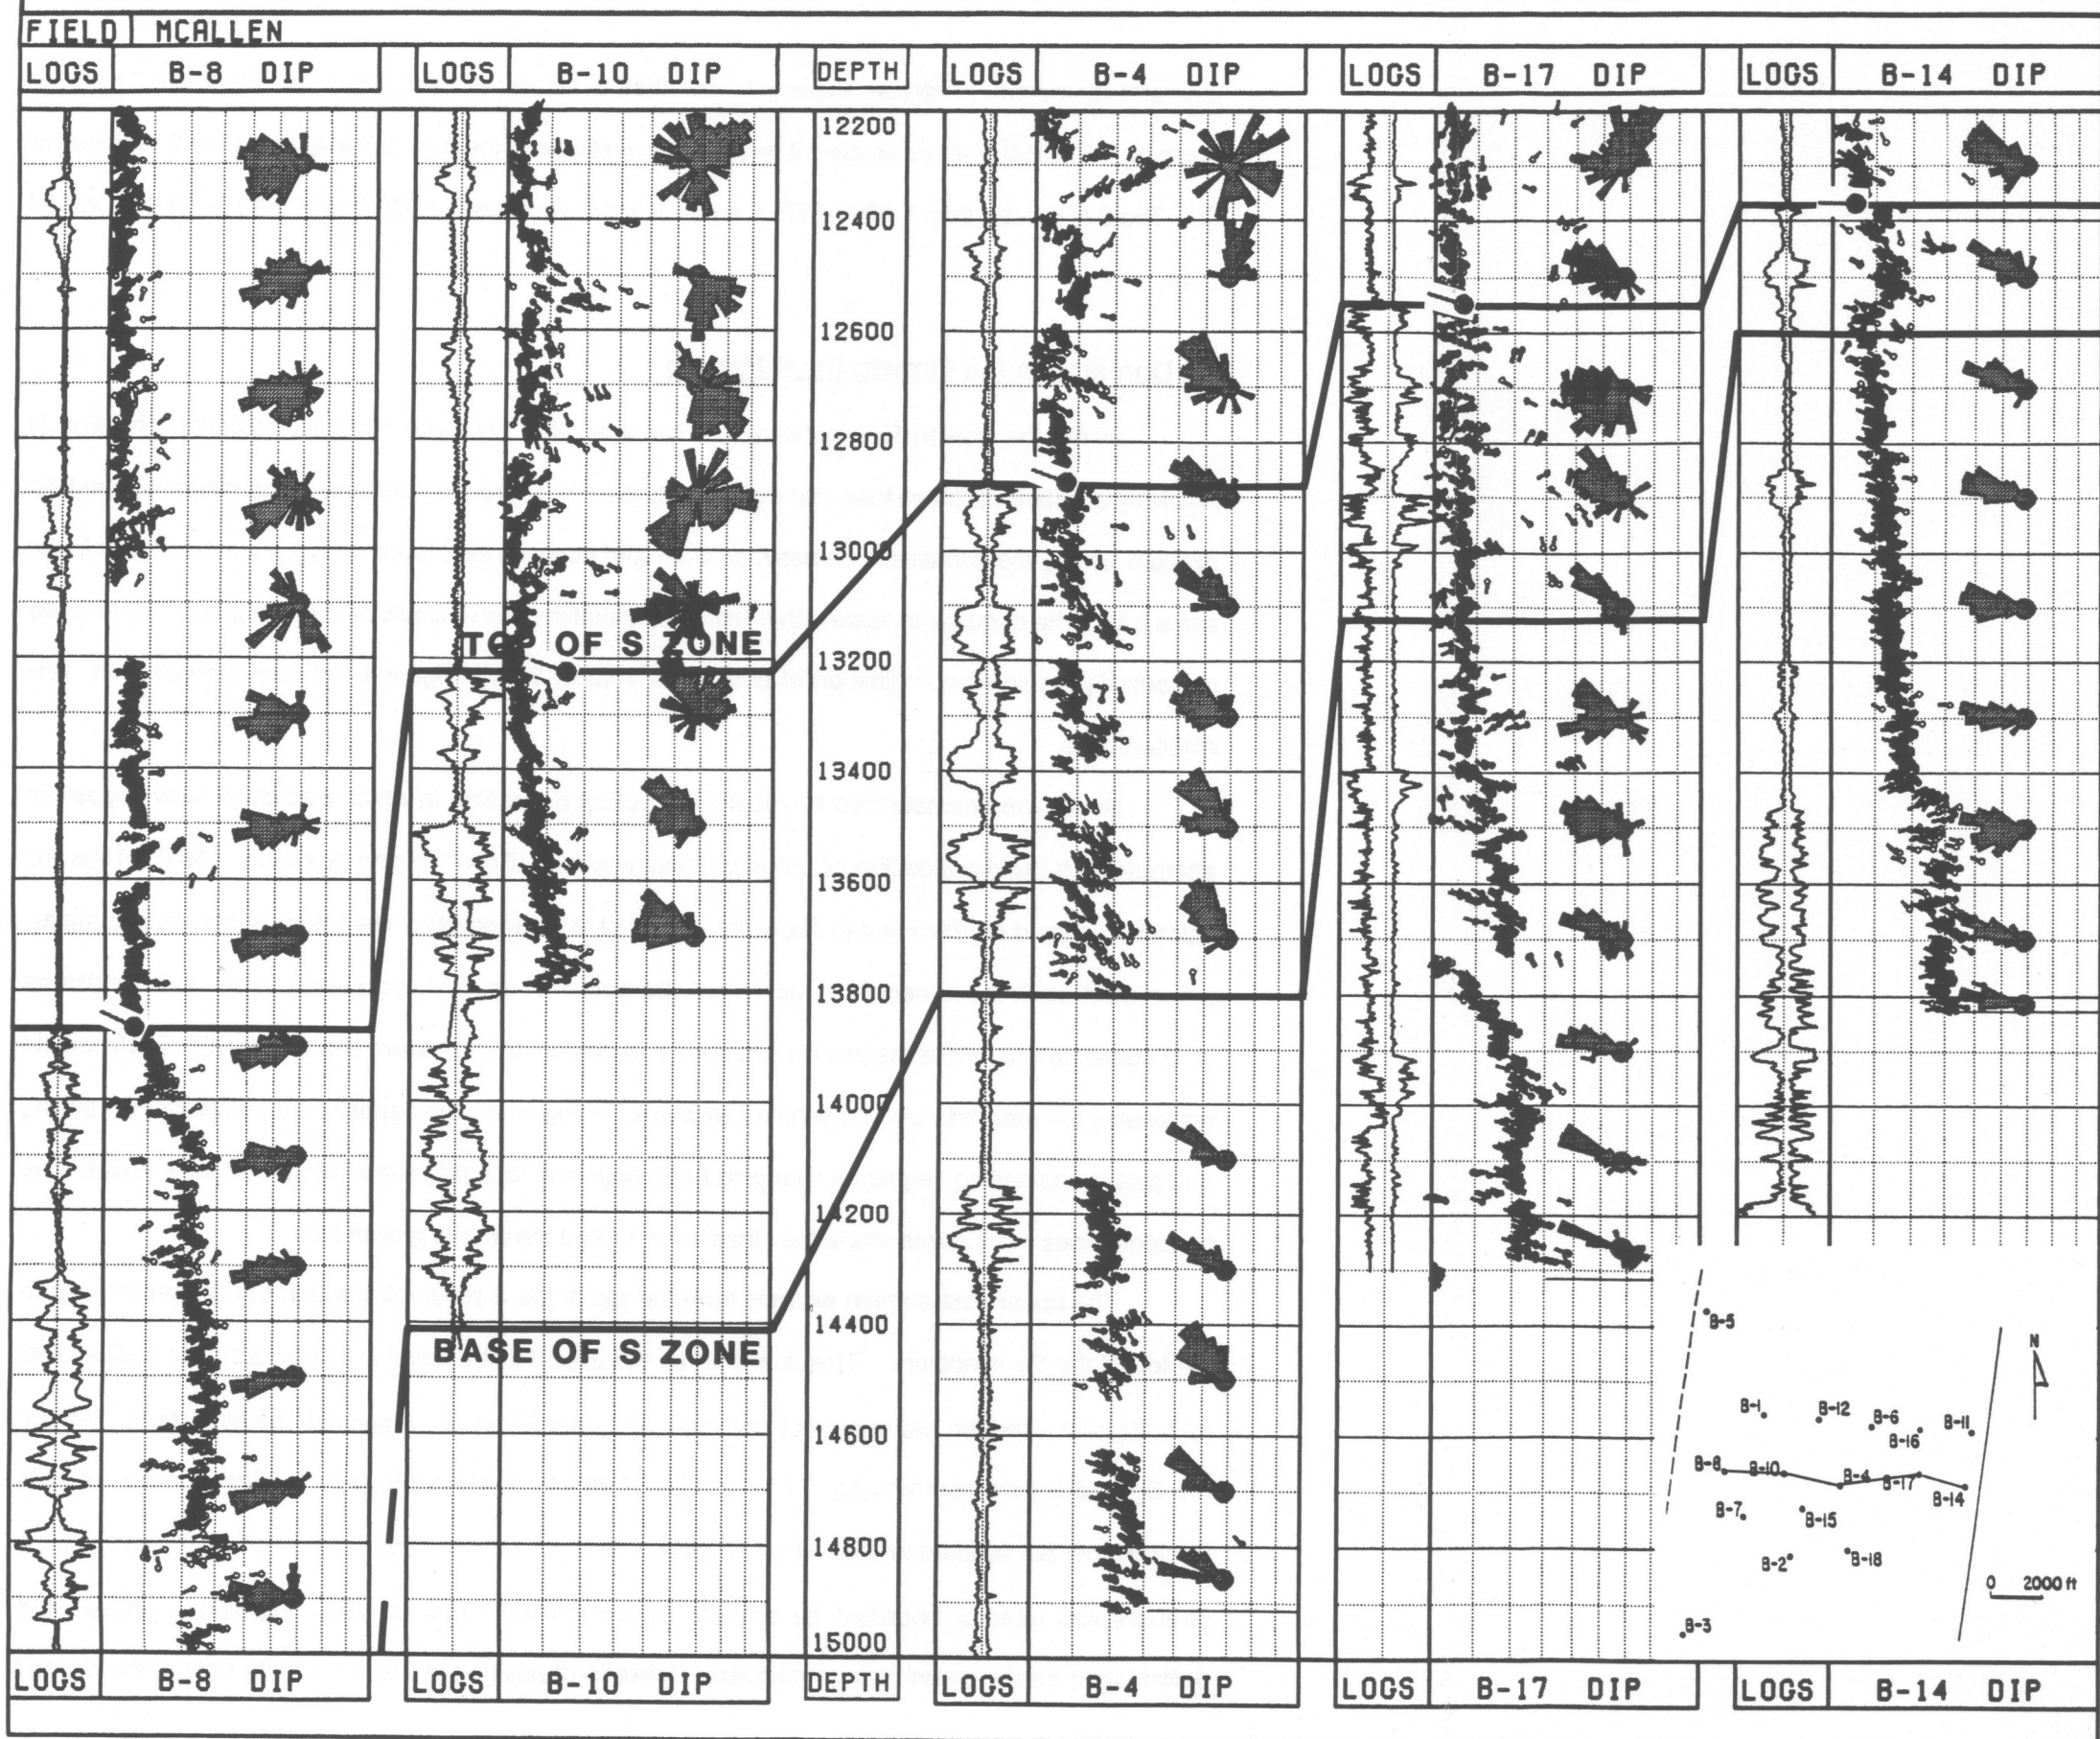 FIELD MCALLEN
LOGS B-8 DIP LOGS B-10 DIP DEPTH LOGS B-4 DIP LOGS B-17 DIP LOGS B-14 DIP
12200
12400
12600
12800
13000
TOP OF S ZONE
13200
13400
13600
13800
14000
14200
14400
BASE OF S ZONE
14600
14800
15000
B-5
N
B-1 B-12 B-6 B-11
B-16
B-8 B-10 B-4 B-17
B-14
B-7 B-15
B-2 B-18
0 2000 ft
B-3
LOGS B-8 DIP LOGS B-10 DIP DEPTH LOGS B-4 DIP LOGS B-17 DIP LOGS B-14 DIP